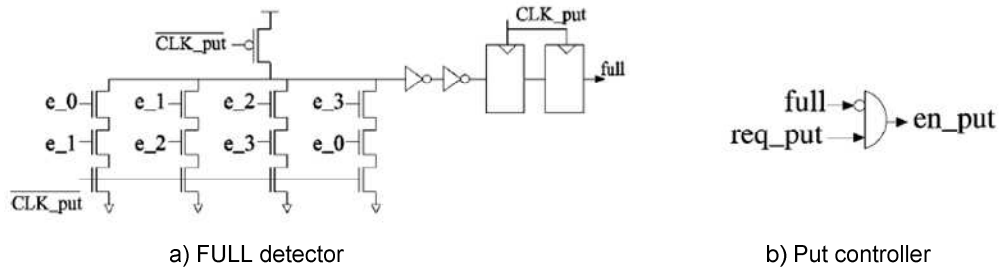 CLK_put
CLK_put
full
e_0
e_1
e_2
e_3
e_1
e_2
e_3
e_0
CLK_put
full
req_put
en_put
a) FULL detector
b) Put controller